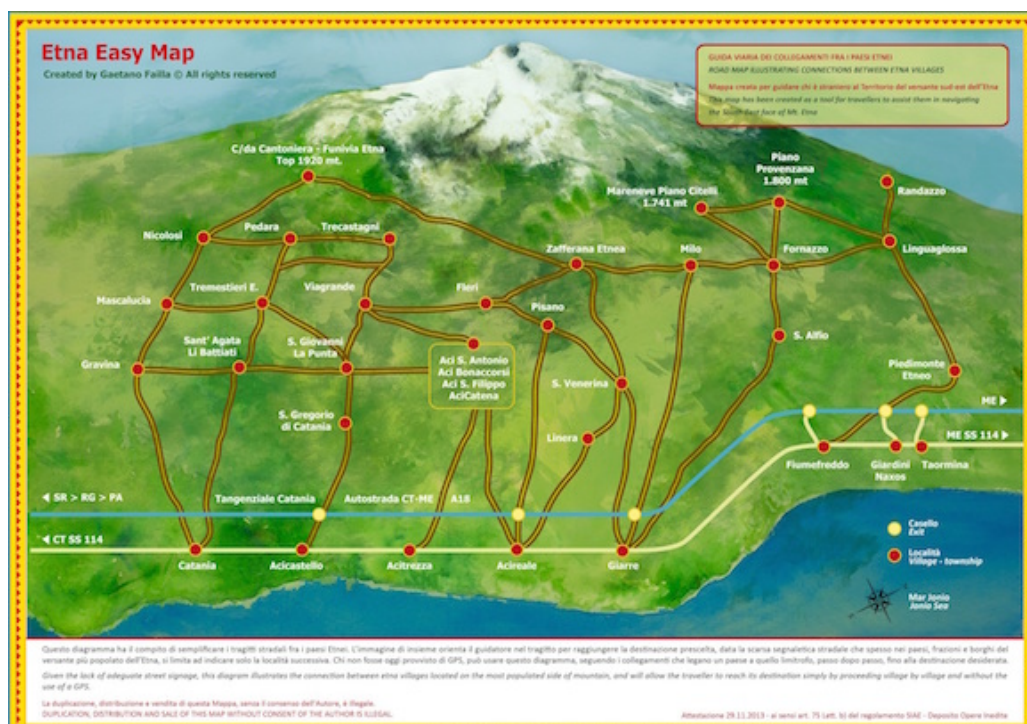 Etna Easy Map
Created by Gaetano Failla © All rights reserved
GUIDA VIARIA DEI COLLEGAMENTI FRA I PAESI ETNEI
ROAD MAP ILLUSTRATING CONNECTIONS BETWEEN ETNA VILLAGES
Mappa creata per guidare chi è straniero al Territorio del versante sud-est dell'Etna
This map has been created as a tool for travellers to assist them in navigating
the South East face of Mt. Etna
C/da Cantoniera - Funivia Etna
Top 1920 mt.
Piano
Provenzana
1.800 mt
Mareneve Piano Citelli
1.741 mt
Randazzo
Nicolosi
Pedara
Trecastagni
Zafferana Etnea
Milo
Fornazzo
Linguaglossa
Mascalucia
Tremestieri E.
Viagrande
Fleri
Pisano
S. Alfio
Gravina
Sant' Agata
Li Battiati
S. Giovanni
La Punta
Aci S. Antonio
Aci Bonaccorsi
Aci S. Filippo
AciCatena
S. Venerina
Piedimonte
Etneo
S. Gregorio
di Catania
Linera
ME
ME SS 114
Fiumefreddo
Giardini
Naxos
Taormina
SR > RG > PA
Tangenziale Catania
Autostrada CT-ME
A18
CT SS 114
Catania
Acicastello
Acitrezza
Acireale
Giarre
Casello
Exit
Località
Village - township
Mar Jonio
Jonio Sea
Questo diagramma ha il compito di semplificare i tragitti stradali fra i paesi Etnei. L'immagine di insieme orienta il guidatore nel tragitto per raggiungere la destinazione prescelta, data la scarsa segnaletica stradale che spesso nei paesi, frazioni e borghi del
versante più popolato dell'Etna, si limita ad indicare solo la località successiva. Chi non fosse oggi provvisto di GPS, può usare questo diagramma, seguendo i collegamenti che legano un paese a quello limitrofo, passo dopo passo, fino alla destinazione desiderata.
Given the lack of adequate street signage, this diagram illustrates the connection between etna villages located on the most populated side of mountain, and will allow the traveller to reach its destination simply by proceeding village by village and without the
use of a GPS.
La duplicazione, distribuzione e vendita di questa Mappa, senza il consenso dell'Autore, è illegale.
DUPLICATION, DISTRIBUTION AND SALE OF THIS MAP WITHOUT CONSENT OF THE AUTHOR IS ILLEGAL.
Attestazione 29.11.2013 - ai sensi art. 75 Lett. b) del regolamento SIAE - Deposito Opere Inedite